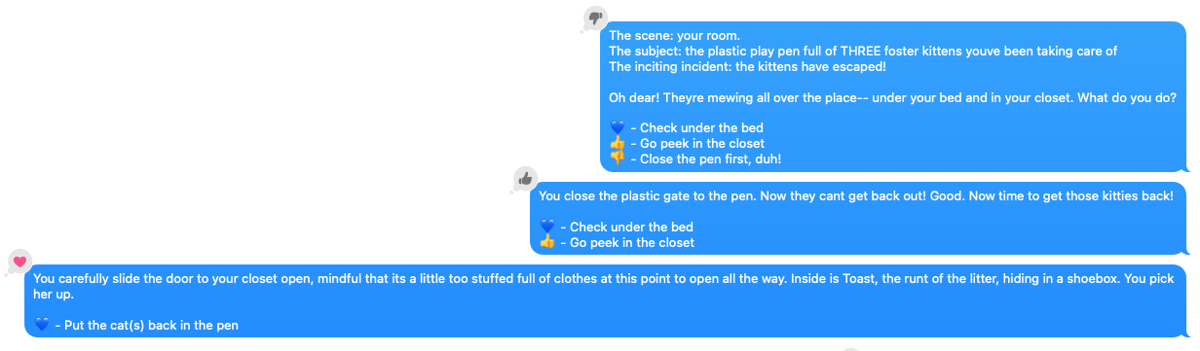 The scene: your room.
The subject: the plastic play pen full of THREE foster kittens youve been taking care of
The inciting incident: the kittens have escaped!
Oh dear! Theyre mewing all over the place-- under your bed and in your closet. What do you do?
💙 - Check under the bed
👍 - Go peek in the closet
👎 - Close the pen first, duh!
You close the plastic gate to the pen. Now they cant get back out! Good. Now time to get those kitties back!
💙 - Check under the bed
👍 - Go peek in the closet
You carefully slide the door to your closet open, mindful that its a little too stuffed full of clothes at this point to open all the way. Inside is Toast, the runt of the litter, hiding in a shoebox. You pick
her up.
💙 - Put the cat(s) back in the pen